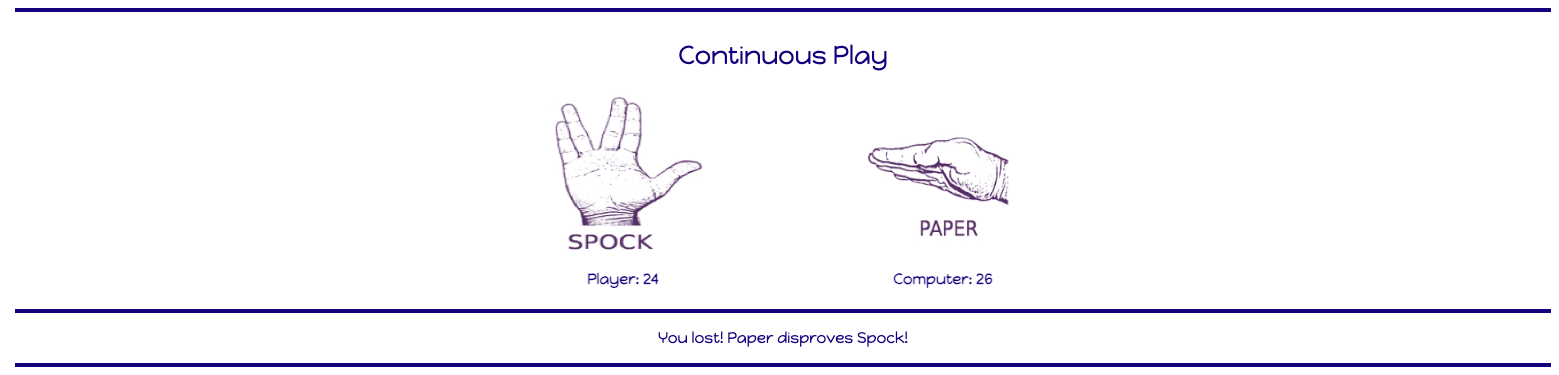 Continuous Play
SPOCK
PAPER
Player: 24
Computer: 26
You lost! Paper disproves Spock!